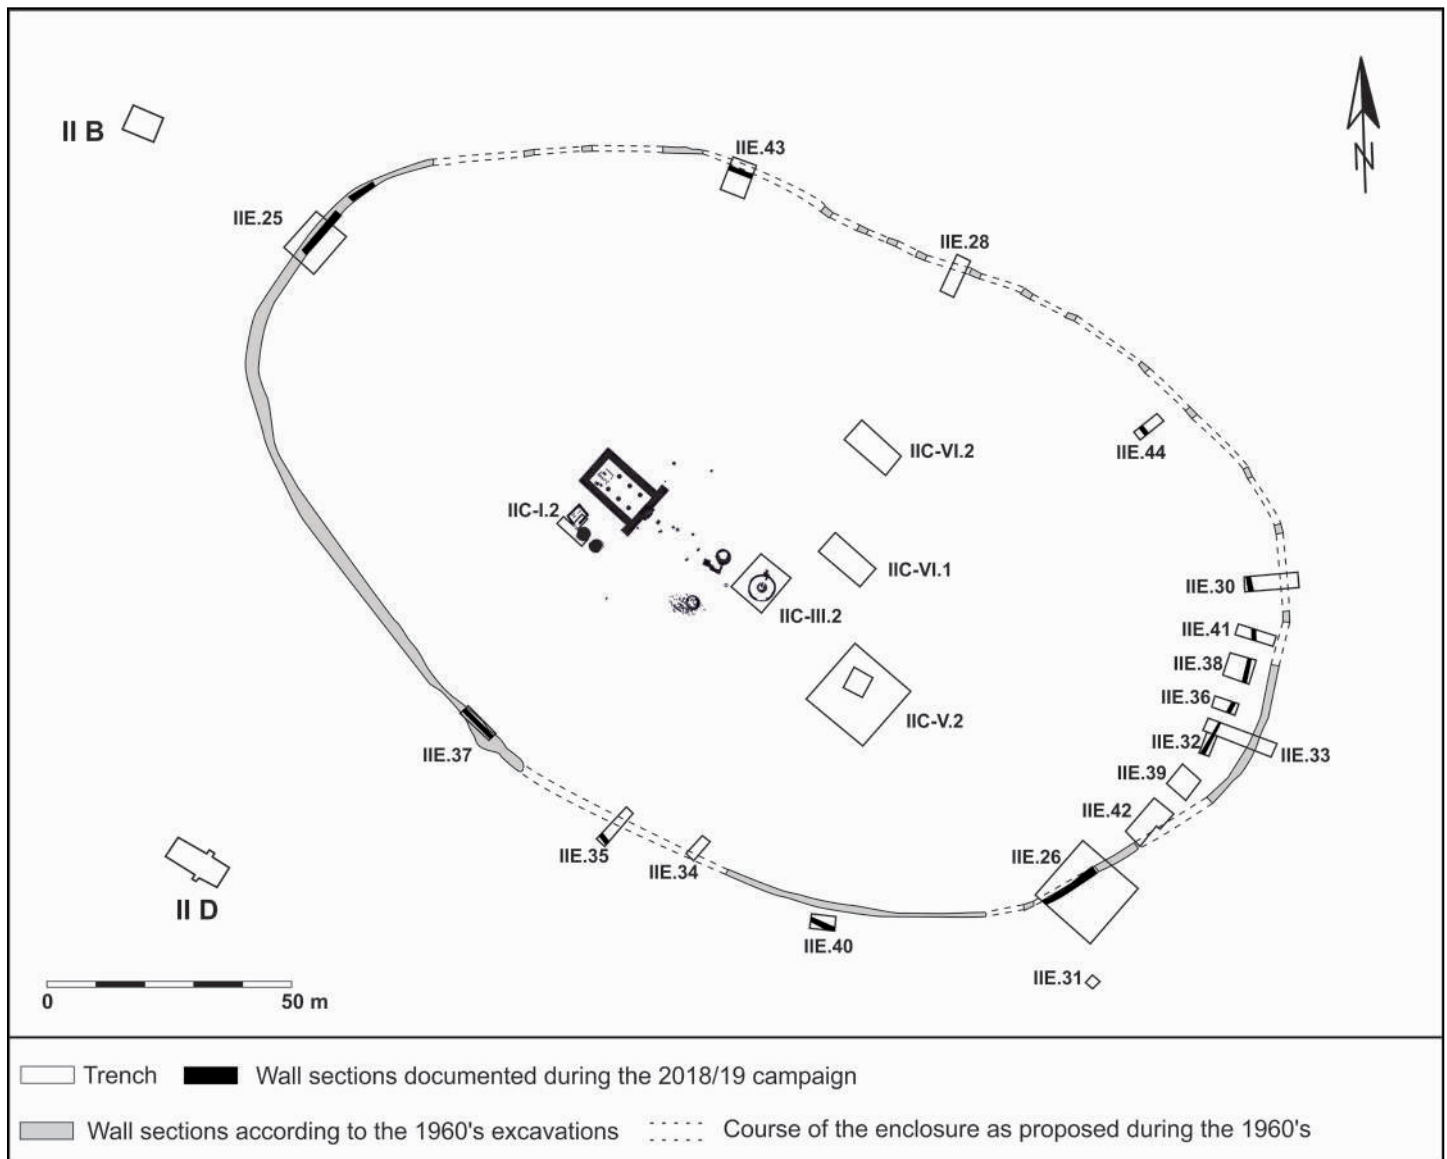 II B
IIE.43
N
IIE.25
IIE.28
IIC-VI.2
IIE.44
IIC-I.2
IIC-VI.1
IIE.30
IIC-III.2
IIE.41
IIE.38
IIE.36
IIC-V.2
IIE.32
IIE.33
IIE.37
IIE.39
IIE.42
IIE.35
IIE.34
IIE.26
II D
IIE.40
IIE.31
0 50 m
Trench Wall sections documented during the 2018/19 campaign
Wall sections according to the 1960's excavations Course of the enclosure as proposed during the 1960's